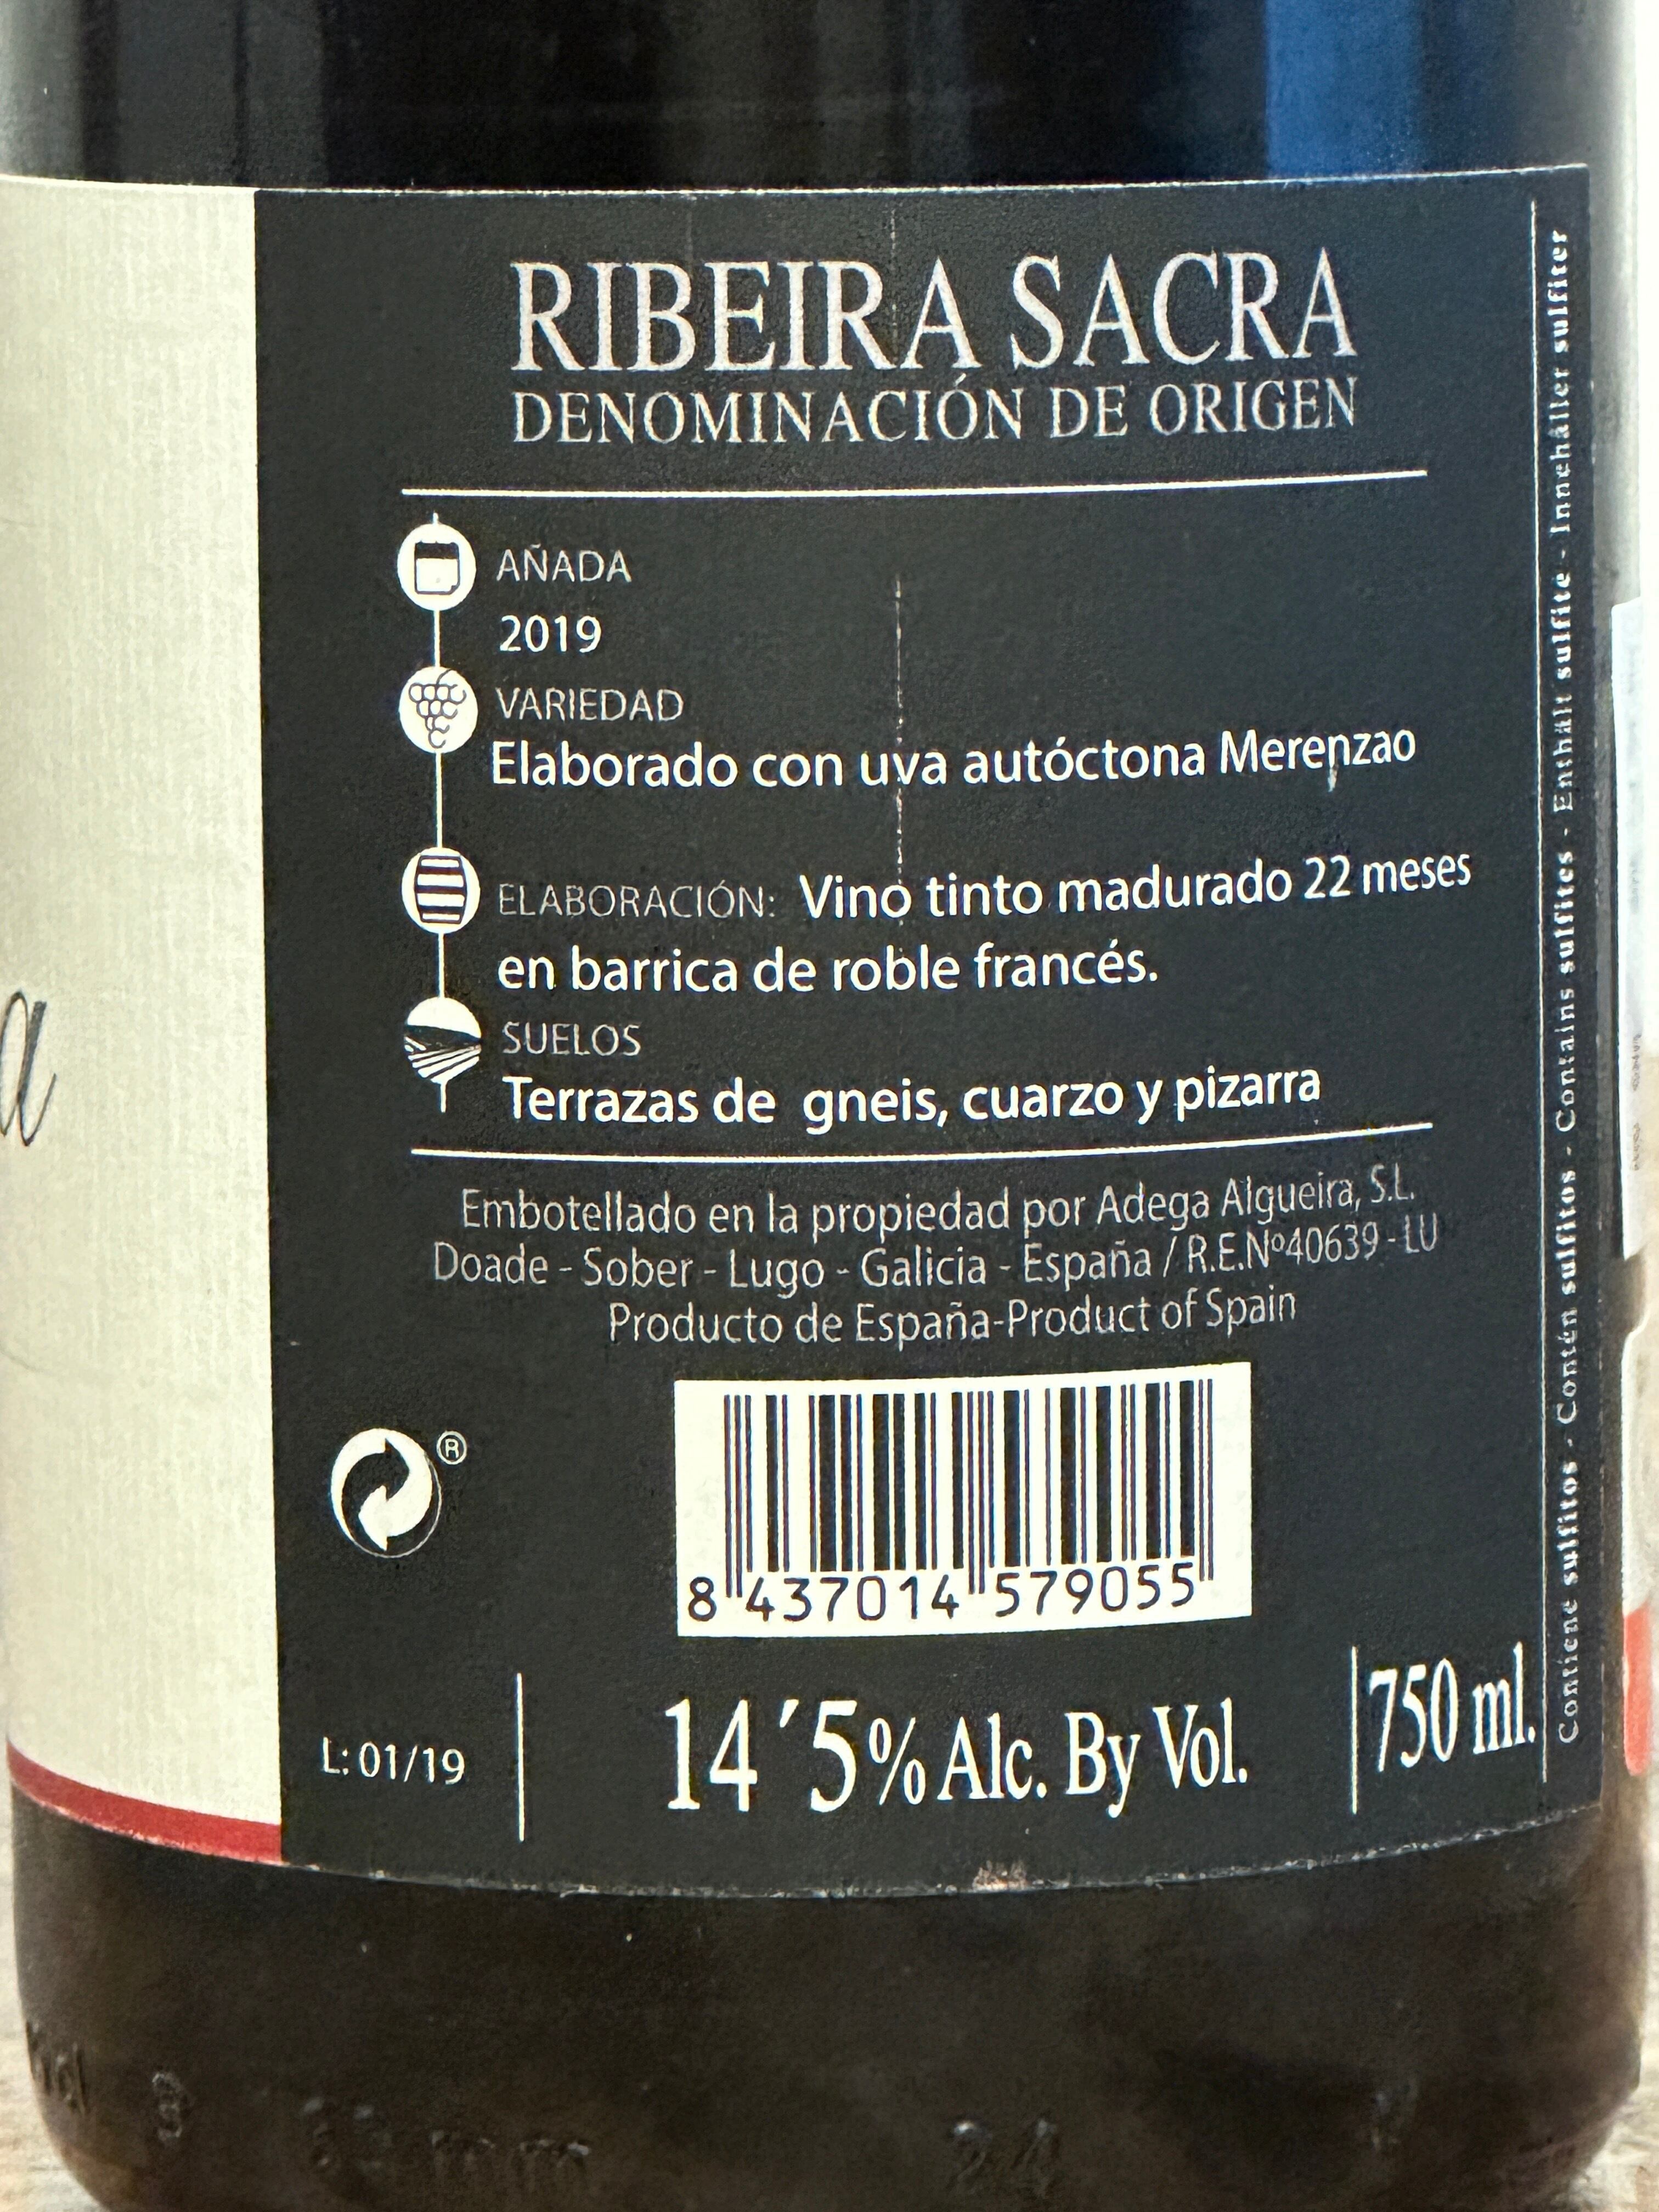 RIBEIRA SACRA
DENOMINACIÓN DE ORIGEN
AÑADA
2019
VARIEDAD
Elaborado con uva autóctona Merenzao
ELABORACIÓN: Vino tinto madurado 22 meses
en barrica de roble francés.
SUELOS
Terrazas de gneis, cuarzo y pizarra
Embotellado en la propiedad por Adega Algueira, S.L.
Doade - Sober - Lugo - Galicia - España / R.E.Nº40639 - LU
Producto de España-Product of Spain
®
8 437014 579055
L: 01/19
14´5% Alc. By Vol.
750 ml.
Contiene sulfitos - Contén sulfitos - Contains sulfites - Enthält sulfite - Innehåller sulfiter
a